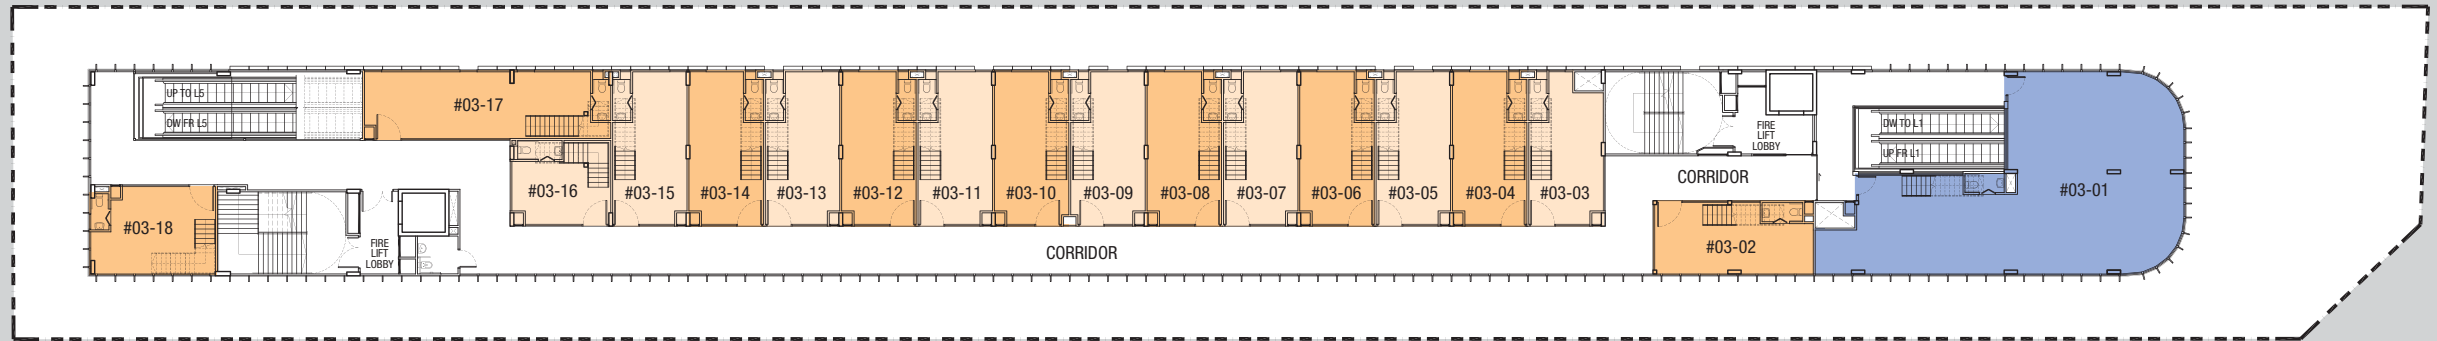 UP TO L5
DW FR L5
#03-17
#03-16
#03-15
#03-14
#03-13
#03-12
#03-11
#03-10
#03-09
#03-08
#03-07
#03-06
#03-05
#03-04
#03-03
FIRE
LIFT
LOBBY
CORRIDOR
DW TO L1
UP FR L1
#03-01
#03-18
FIRE
LIFT
LOBBY
CORRIDOR
#03-02